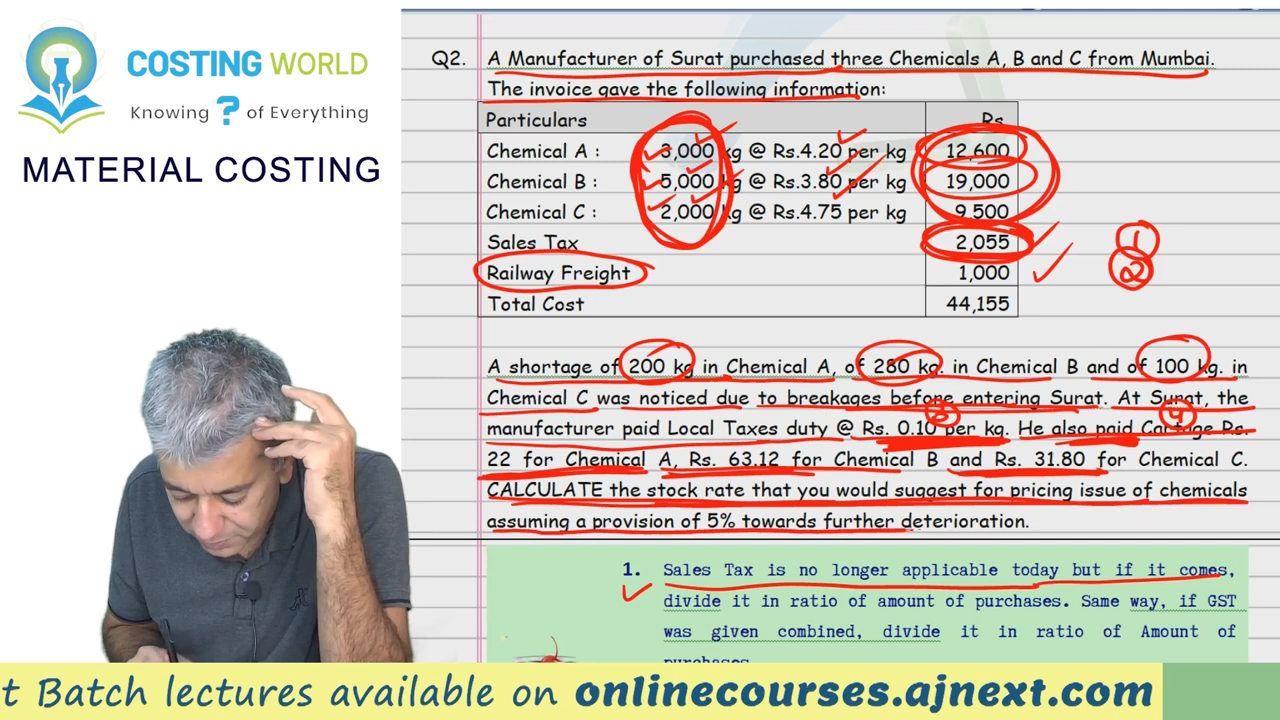 COSTING WORLD
Knowing ? of Everything
MATERIAL COSTING
Q2. A Manufacturer of Surat purchased three Chemicals A, B and C from Mumbai.
The invoice gave the following information:
Particulars Rs
Chemical A : 3,000 kg @ Rs.4.20 per kg 12,600
Chemical B : 5,000 kg @ Rs.3.80 per kg 19,000
Chemical C : 2,000 kg @ Rs.4.75 per kg 9,500
Sales Tax 2,055 1
Railway Freight 1,000 2
Total Cost 44,155
A shortage of 200 kg in Chemical A, of 280 kg. in Chemical B and of 100 kg. in
Chemical C was noticed due to breakages before entering Surat. At Surat, the
3 4
manufacturer paid Local Taxes duty @ Rs. 0.10 per kg. He also paid Cartage Rs.
22 for Chemical A, Rs. 63.12 for Chemical B and Rs. 31.80 for Chemical C.
CALCULATE the stock rate that you would suggest for pricing issue of chemicals
assuming a provision of 5% towards further deterioration.
1. Sales Tax is no longer applicable today but if it comes,
divide it in ratio of amount of purchases. Same way, if GST
was given combined, divide it in ratio of Amount of
purchases.
t Batch lectures available on onlinecourses.ajnext.com